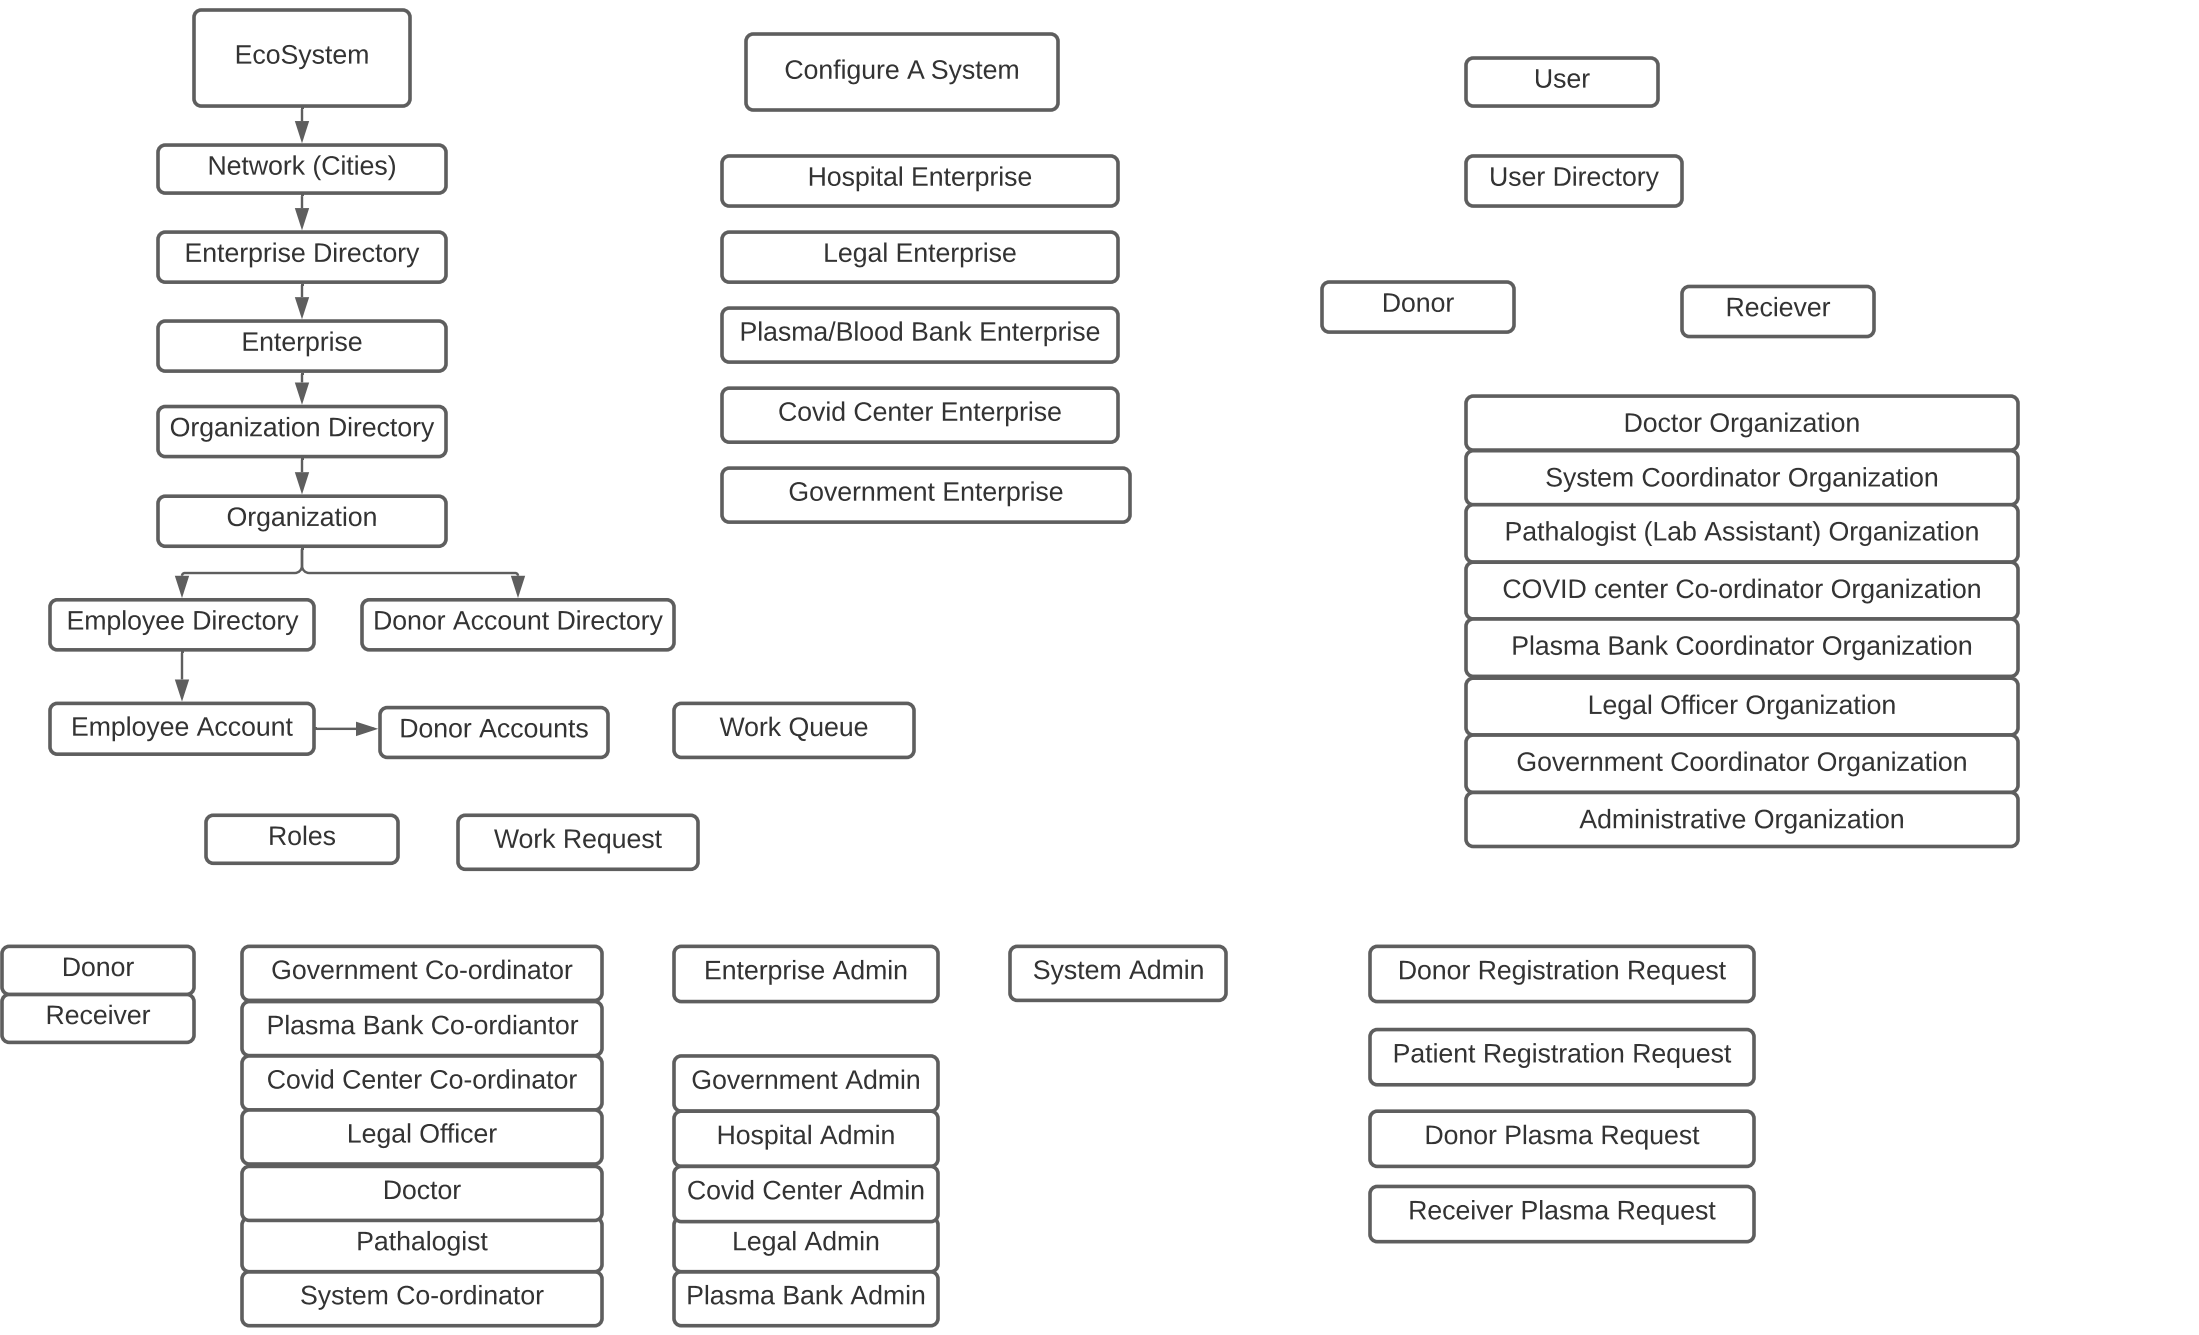 EcoSystem
Network (Cities)
Enterprise Directory
Enterprise
Organization Directory
Organization
Employee Directory
Donor Account Directory
Employee Account
Donor Accounts
Work Queue
Roles
Work Request
Configure A System
Hospital Enterprise
Legal Enterprise
Plasma/Blood Bank Enterprise
Covid Center Enterprise
Government Enterprise
User
User Directory
Donor
Reciever
Doctor Organization
System Coordinator Organization
Pathalogist (Lab Assistant) Organization
COVID center Co-ordinator Organization
Plasma Bank Coordinator Organization
Legal Officer Organization
Government Coordinator Organization
Administrative Organization
Donor
Receiver
Government Co-ordinator
Plasma Bank Co-ordiantor
Covid Center Co-ordinator
Legal Officer
Doctor
Pathalogist
System Co-ordinator
Enterprise Admin
Government Admin
Hospital Admin
Covid Center Admin
Legal Admin
Plasma Bank Admin
System Admin
Donor Registration Request
Patient Registration Request
Donor Plasma Request
Receiver Plasma Request